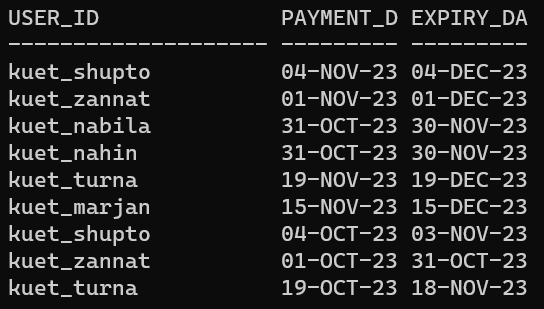 USER_ID              PAYMENT_D EXPIRY_DA
-------------------- --------- ---------
kuet_shupto          04-NOV-23 04-DEC-23
kuet_zannat          01-NOV-23 01-DEC-23
kuet_nabila          31-OCT-23 30-NOV-23
kuet_nahin           31-OCT-23 30-NOV-23
kuet_turna           19-NOV-23 19-DEC-23
kuet_marjan          15-NOV-23 15-DEC-23
kuet_shupto          04-OCT-23 03-NOV-23
kuet_zannat          01-OCT-23 31-OCT-23
kuet_turna           19-OCT-23 18-NOV-23